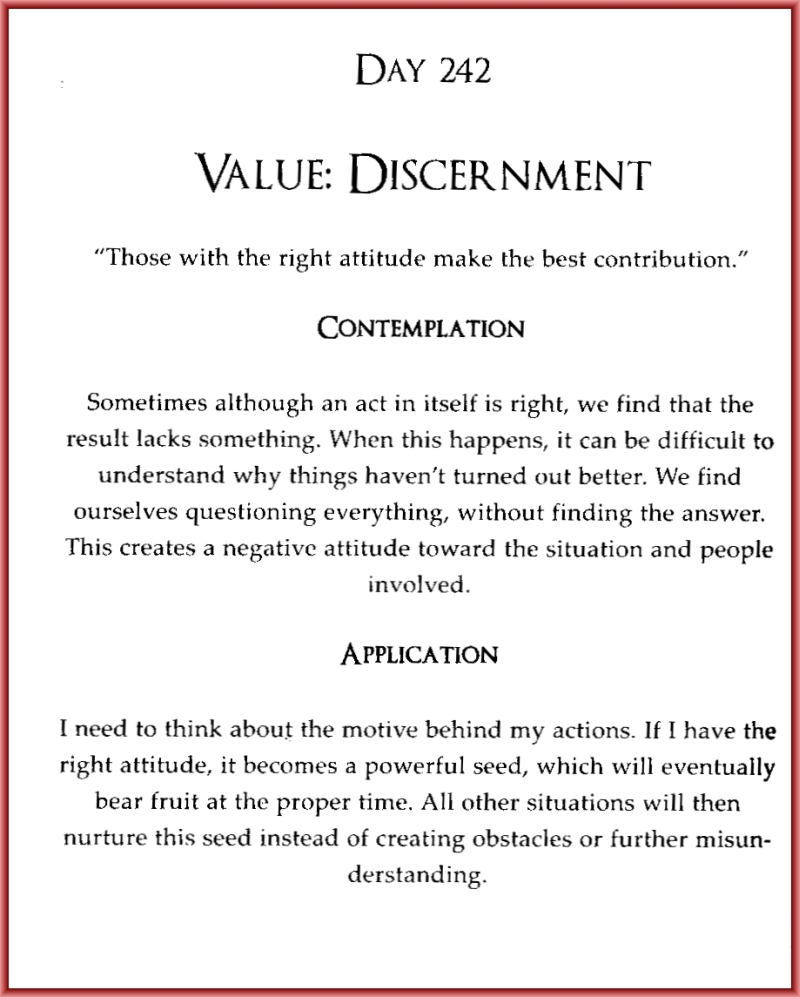 DAY 242
VALUE: DISCERNMENT
“Those with the right attitude make the best contribution.”
CONTEMPLATION
Sometimes although an act in itself is right, we find that the
result lacks something. When this happens, it can be difficult to
understand why things haven’t turned out better. We find
ourselves questioning everything, without finding the answer.
This creates a negative attitude toward the situation and people
involved.
APPLICATION
I need to think about the motive behind my actions. If I have the
right attitude, it becomes a powerful seed, which will eventually
bear fruit at the proper time. All other situations will then
nurture this seed instead of creating obstacles or further misun-
derstanding.